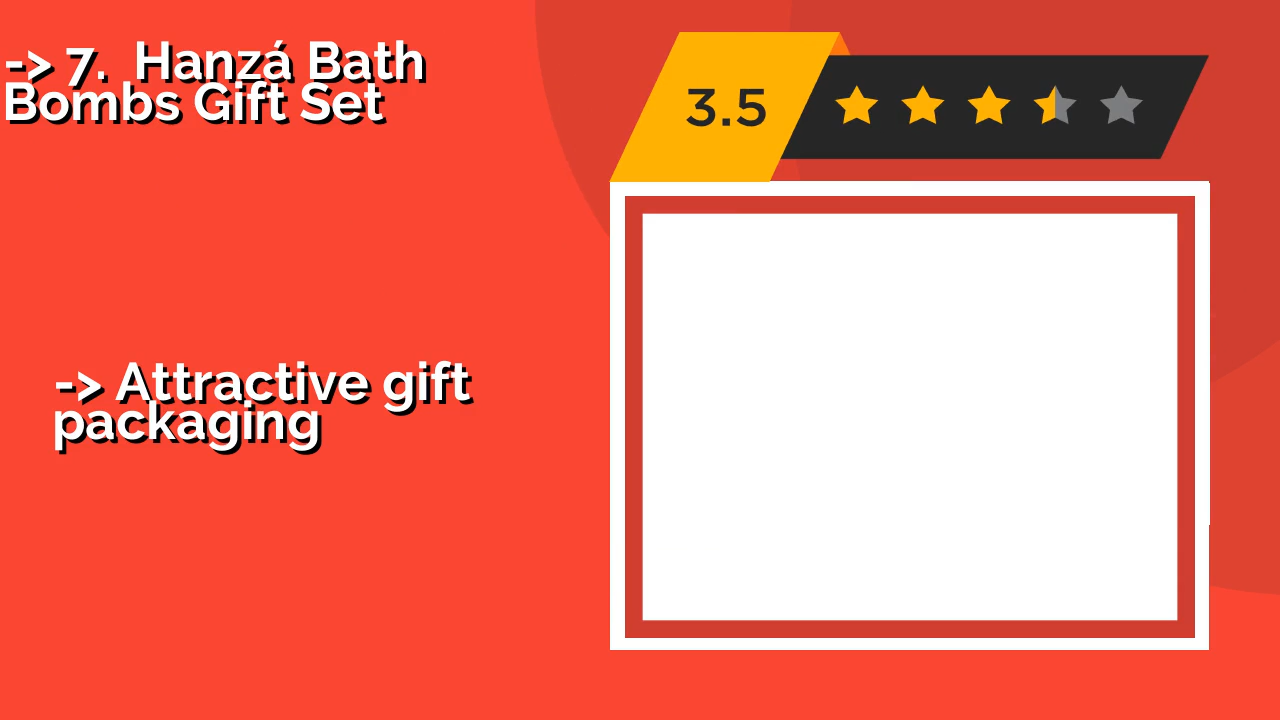 -> 7.  Hanzá Bath
Bombs Gift Set
3.5
-> Attractive gift
packaging